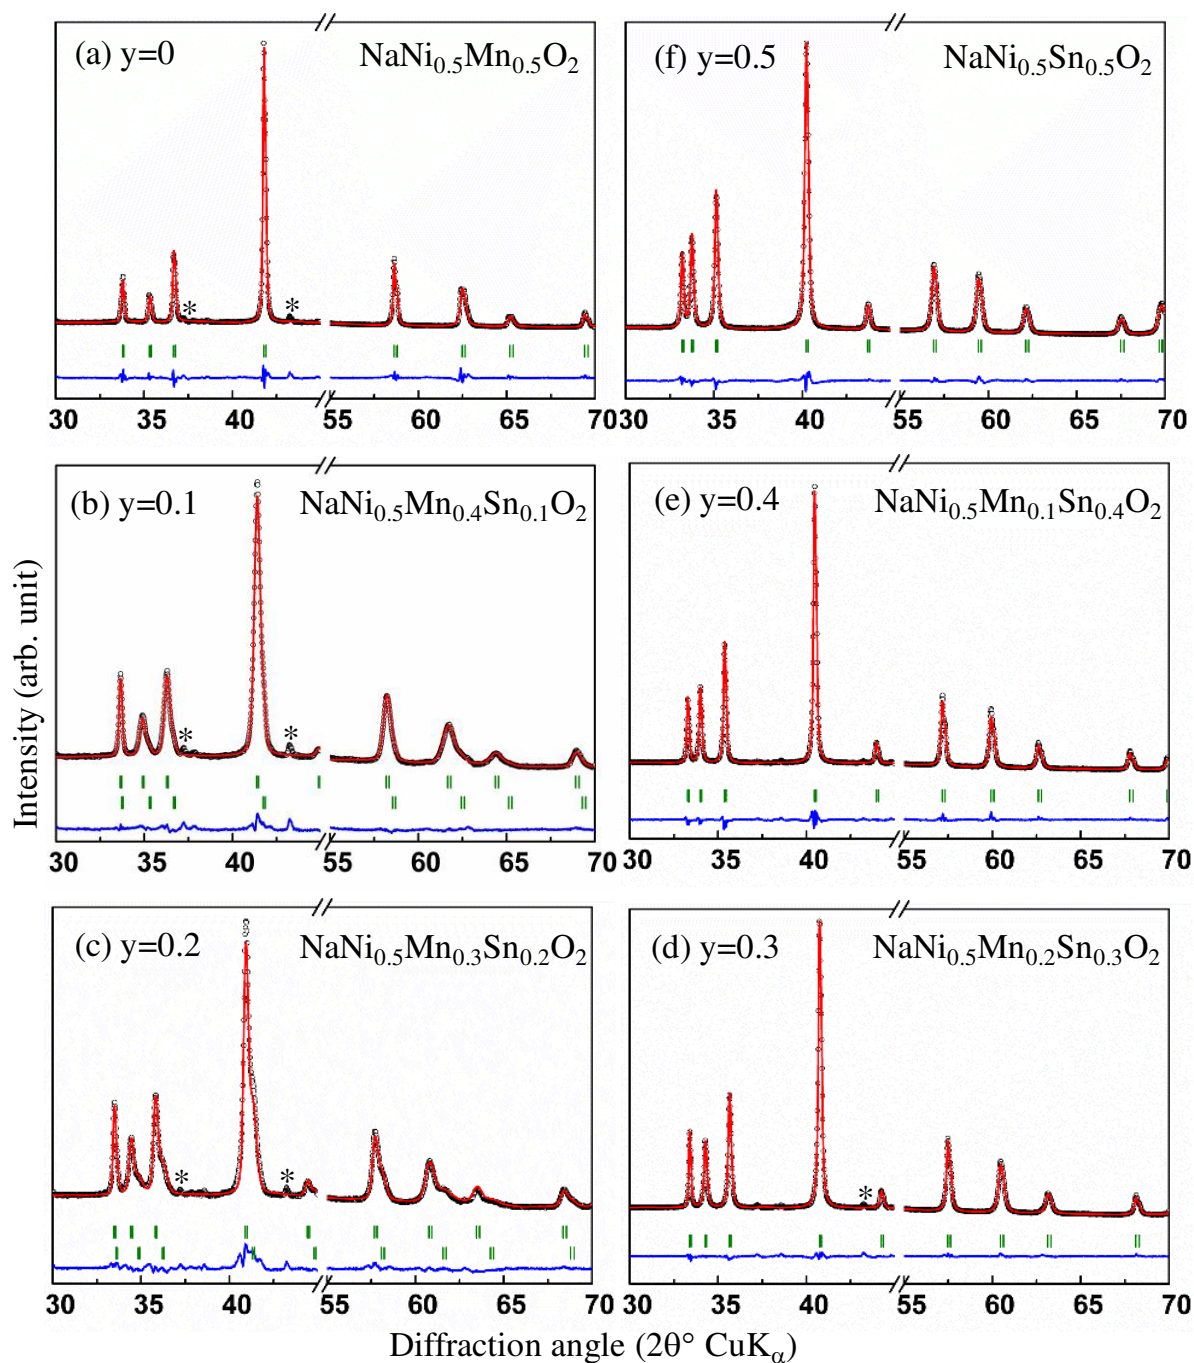 (a) y=0 NaNi0.5Mn0.5O2
*
*
30 35 40 55 60 65 70
(f) y=0.5 NaNi0.5Sn0.5O2
30 35 40 55 60 65 70
(b) y=0.1 NaNi0.5Mn0.4Sn0.1O2
*
*
30 35 40 55 60 65 70
(e) y=0.4 NaNi0.5Mn0.1Sn0.4O2
30 35 40 55 60 65 70
(c) y=0.2 NaNi0.5Mn0.3Sn0.2O2
*
*
30 35 40 55 60 65 70
(d) y=0.3 NaNi0.5Mn0.2Sn0.3O2
*
30 35 40 55 60 65 70
Intensity (arb. unit)
Diffraction angle (2θ° CuKα)